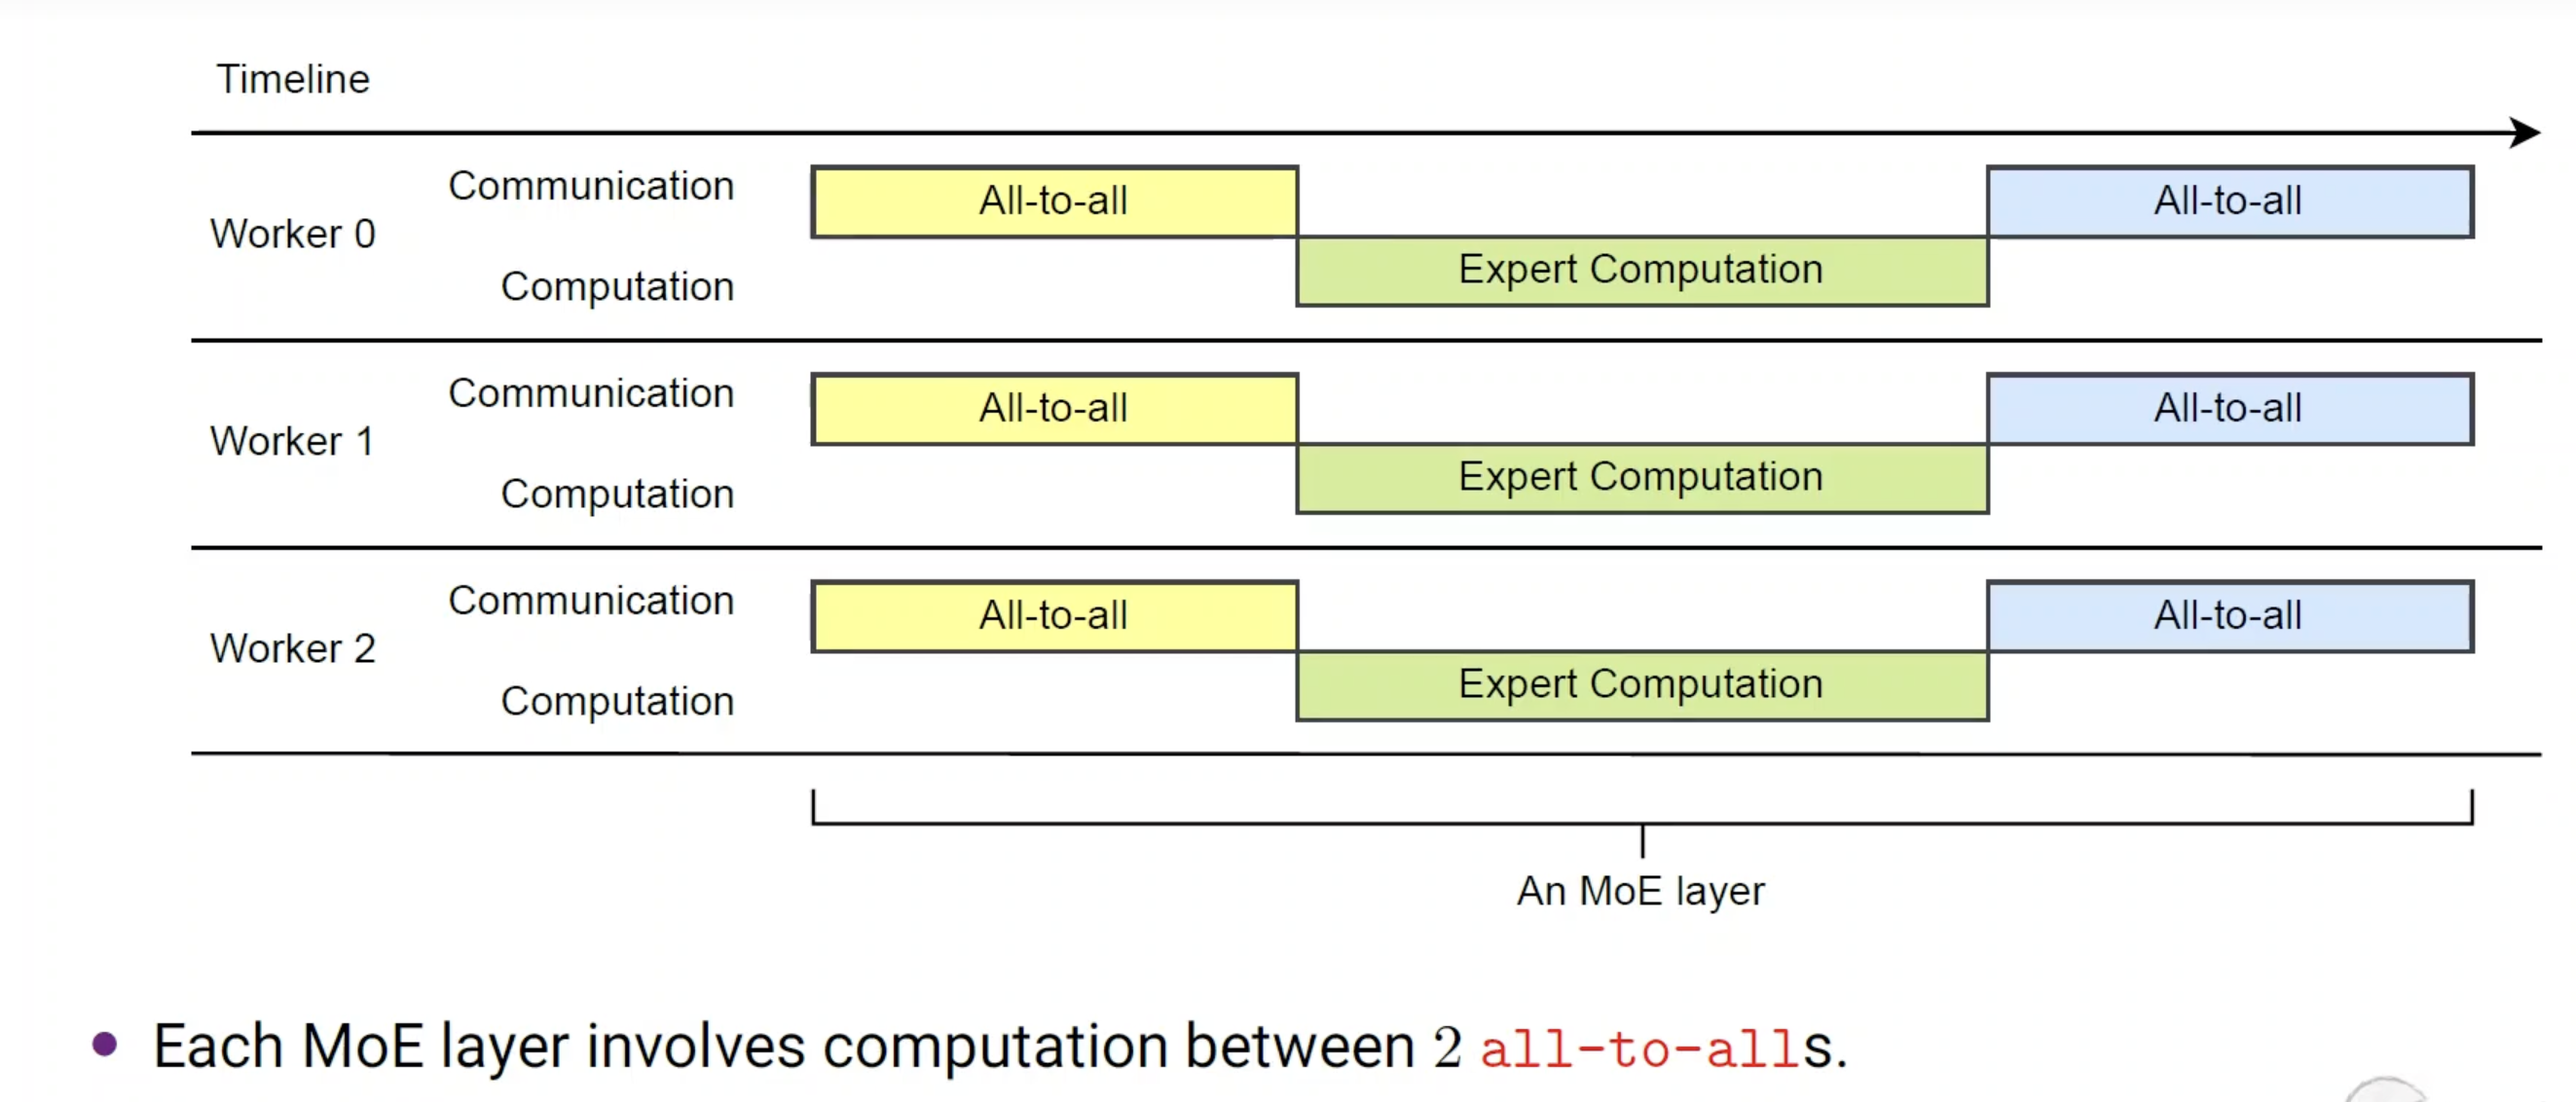 Timeline
Communication
All-to-all
All-to-all
Worker 0
Expert Computation
Computation
Communication
All-to-all
All-to-all
Worker 1
Expert Computation
Computation
Communication
All-to-all
All-to-all
Worker 2
Expert Computation
Computation
An MoE layer
• Each MoE layer involves computation between 2 all-to-alls.